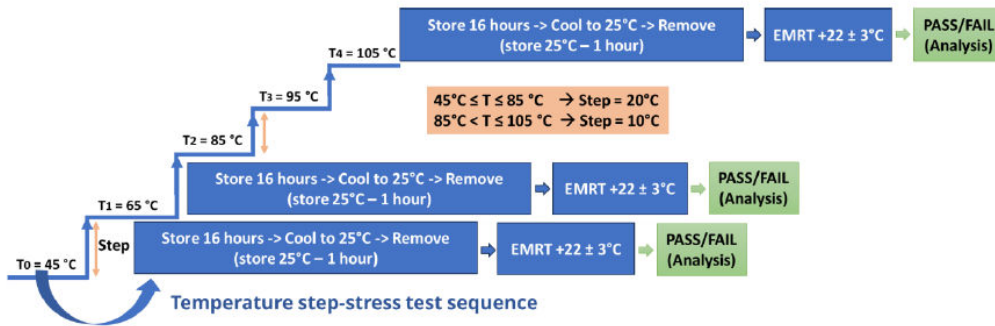 Store 16 hours -> Cool to 25°C -> Remove
(store 25°C – 1 hour)
EMRT +22 ± 3°C
PASS/FAIL
(Analysis)
T4 = 105 °C
T3 = 95 °C
45°C ≤ T ≤ 85 °C → Step = 20°C
85°C < T ≤ 105 °C → Step = 10°C
T2 = 85 °C
Store 16 hours -> Cool to 25°C -> Remove
(store 25°C – 1 hour)
EMRT +22 ± 3°C
PASS/FAIL
(Analysis)
T1 = 65 °C
Step
Store 16 hours -> Cool to 25°C -> Remove
(store 25°C – 1 hour)
EMRT +22 ± 3°C
PASS/FAIL
(Analysis)
T0 = 45 °C
Temperature step-stress test sequence